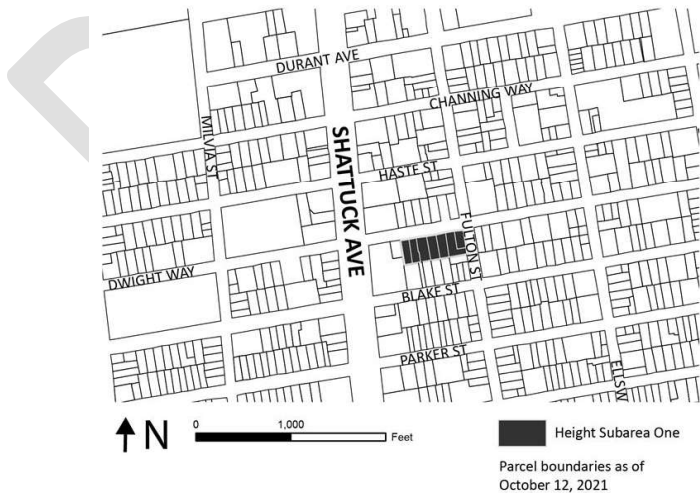 DURANT AVE
CHANNING WAY
MILVIA ST
SHATTUCK AVE
HASTE ST
FULTON ST
DWIGHT WAY
BLAKE ST
PARKER ST
ELLSW
N
0 1,000
Feet
Height Subarea One
Parcel boundaries as of
October 12, 2021